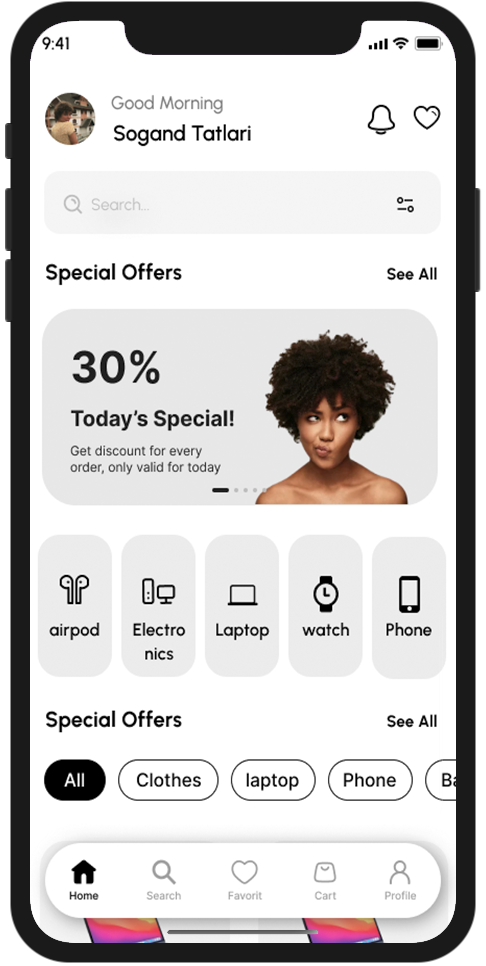 9:41
Good Morning
Sogand Tatlari
Search...
Special Offers
See All
30%
Today's Special!
Get discount for every
order, only valid for today
airpod
Electro
nics
Laptop
watch
Phone
Special Offers
See All
All
Clothes
laptop
Phone
Ba
Home
Search
Favorit
Cart
Profile